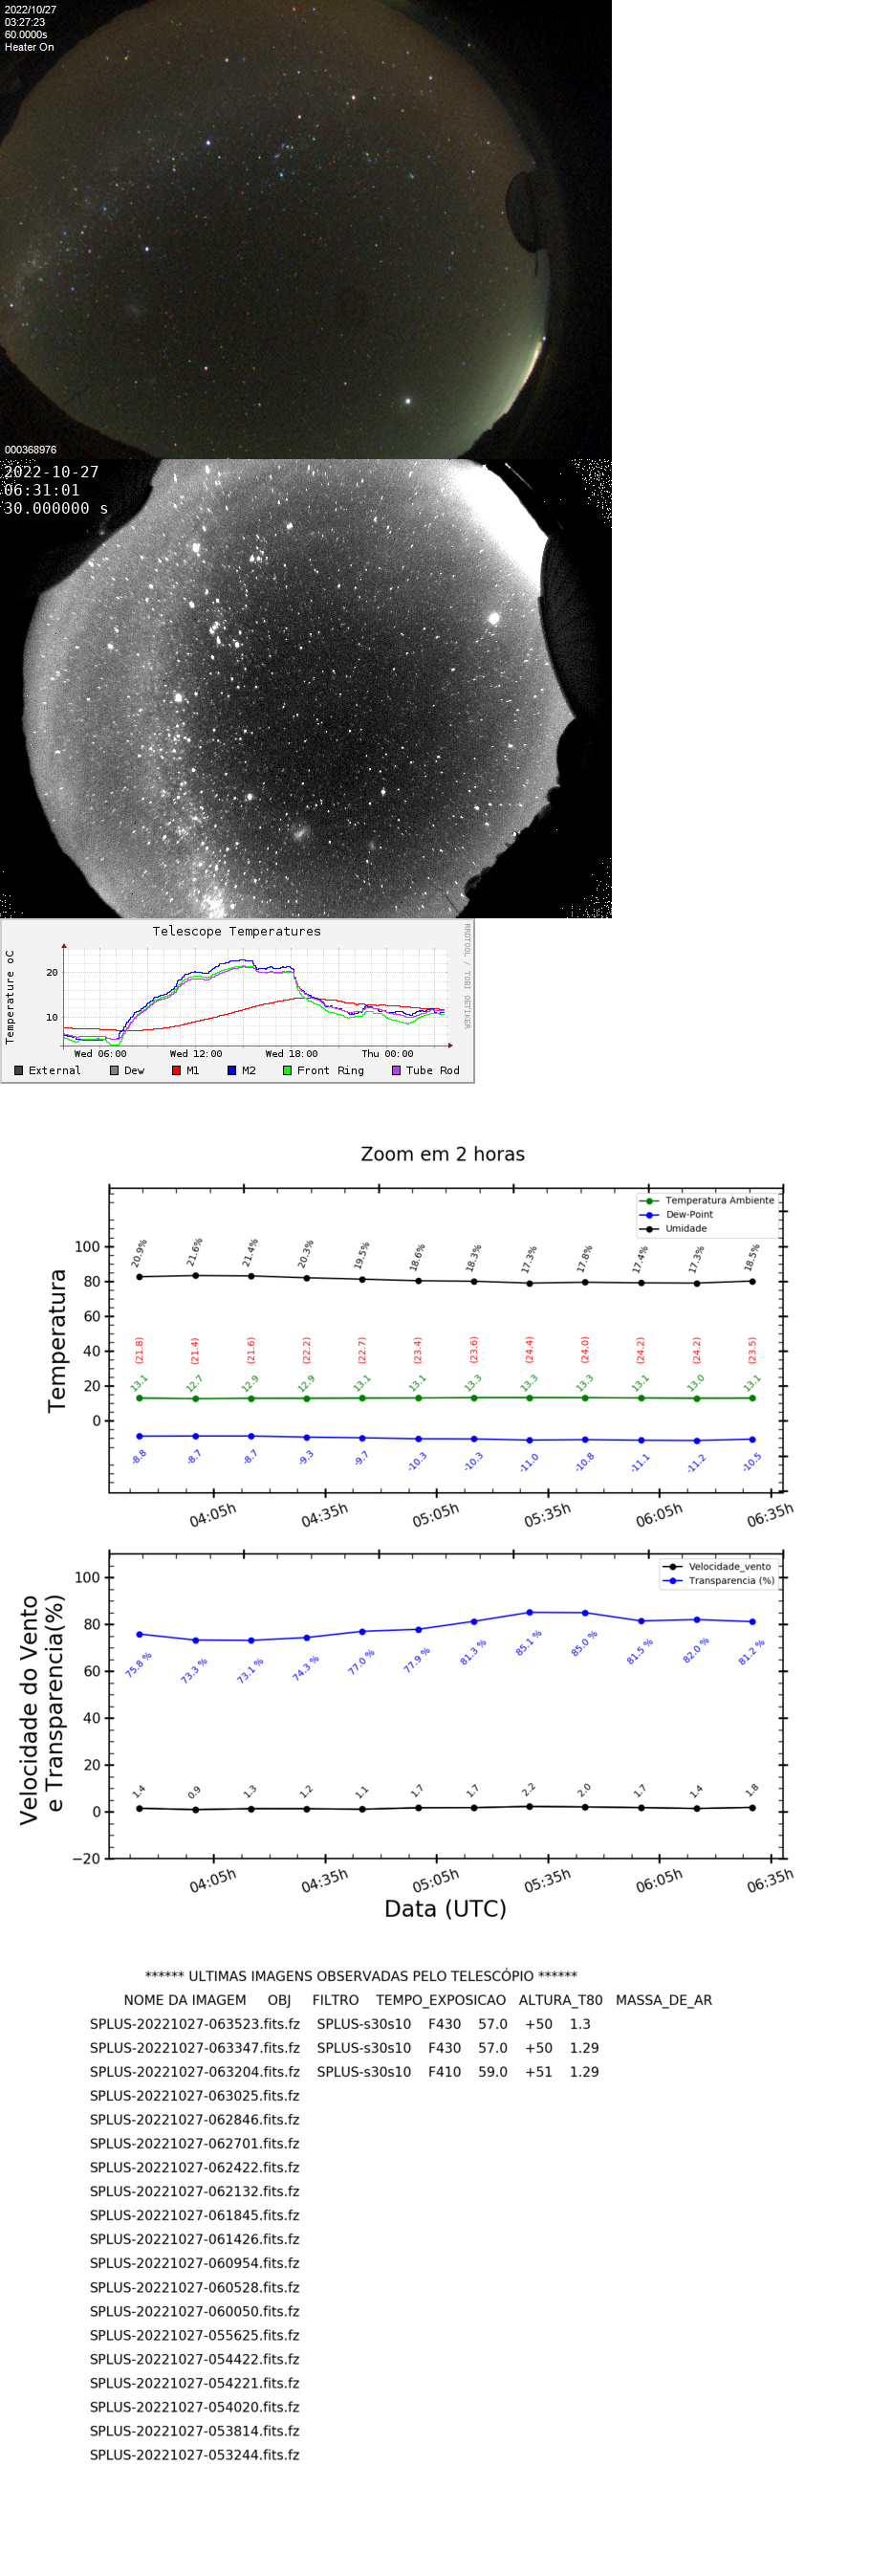 2022/10/27
03:27:23
60.0000s
Heater On
000368976
2022-10-27
06:31:01
30.000000 s
Telescope Temperatures
Temperature oC
RRDTOOL / TOBI OETIKER
20
10
Wed 06:00 Wed 12:00 Wed 18:00 Thu 00:00
External Dew M1 M2 Front Ring Tube Rod
Zoom em 2 horas
Temperatura
Temperatura Ambiente
Dew-Point
Umidade
100
80
60
40
20
0
20.9% 21.6% 21.4% 20.3% 19.5% 18.6% 18.3% 17.3% 17.8% 17.4% 17.3% 18.5%
(21.8) (21.4) (21.6) (22.2) (22.7) (23.4) (23.6) (24.4) (24.0) (24.2) (24.2) (23.5)
13.1 12.7 12.9 12.9 13.1 13.1 13.3 13.3 13.3 13.1 13.0 13.1
-8.8 -8.7 -8.7 -9.3 -9.7 -10.3 -10.3 -11.0 -10.8 -11.1 -11.2 -10.5
04:05h 04:35h 05:05h 05:35h 06:05h 06:35h
Velocidade do Vento
e Transparencia(%)
Velocidade_vento
Transparencia (%)
100
80
60
40
20
0
−20
75.8 % 73.3 % 73.1 % 74.3 % 77.0 % 77.9 % 81.3 % 85.1 % 85.0 % 81.5 % 82.0 % 81.2 %
1.4 0.9 1.3 1.2 1.1 1.7 1.7 2.2 2.0 1.7 1.4 1.8
04:05h 04:35h 05:05h 05:35h 06:05h 06:35h
Data (UTC)
****** ULTIMAS IMAGENS OBSERVADAS PELO TELESCÓPIO ******
NOME DA IMAGEM OBJ FILTRO TEMPO_EXPOSICAO ALTURA_T80 MASSA_DE_AR
SPLUS-20221027-063523.fits.fz SPLUS-s30s10 F430 57.0 +50 1.3
SPLUS-20221027-063347.fits.fz SPLUS-s30s10 F430 57.0 +50 1.29
SPLUS-20221027-063204.fits.fz SPLUS-s30s10 F410 59.0 +51 1.29
SPLUS-20221027-063025.fits.fz
SPLUS-20221027-062846.fits.fz
SPLUS-20221027-062701.fits.fz
SPLUS-20221027-062422.fits.fz
SPLUS-20221027-062132.fits.fz
SPLUS-20221027-061845.fits.fz
SPLUS-20221027-061426.fits.fz
SPLUS-20221027-060954.fits.fz
SPLUS-20221027-060528.fits.fz
SPLUS-20221027-060050.fits.fz
SPLUS-20221027-055625.fits.fz
SPLUS-20221027-054422.fits.fz
SPLUS-20221027-054221.fits.fz
SPLUS-20221027-054020.fits.fz
SPLUS-20221027-053814.fits.fz
SPLUS-20221027-053244.fits.fz